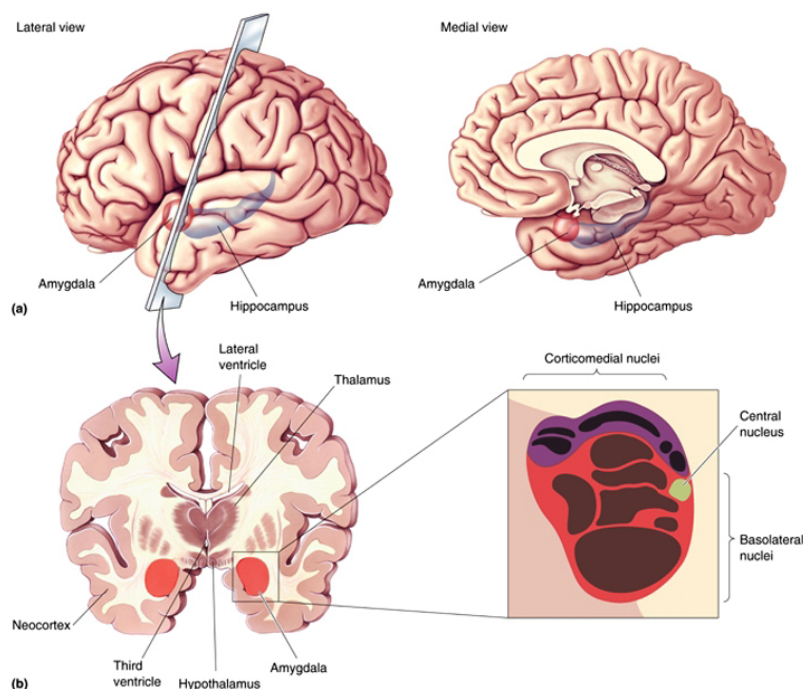 Lateral view
Medial view
Amygdala
Hippocampus
Amygdala
Hippocampus
(a)
Lateral
ventricle
Thalamus
Corticomedial nuclei
Central
nucleus
Basolateral
nuclei
Neocortex
Third
ventricle
Hypothalamus
Amygdala
(b)